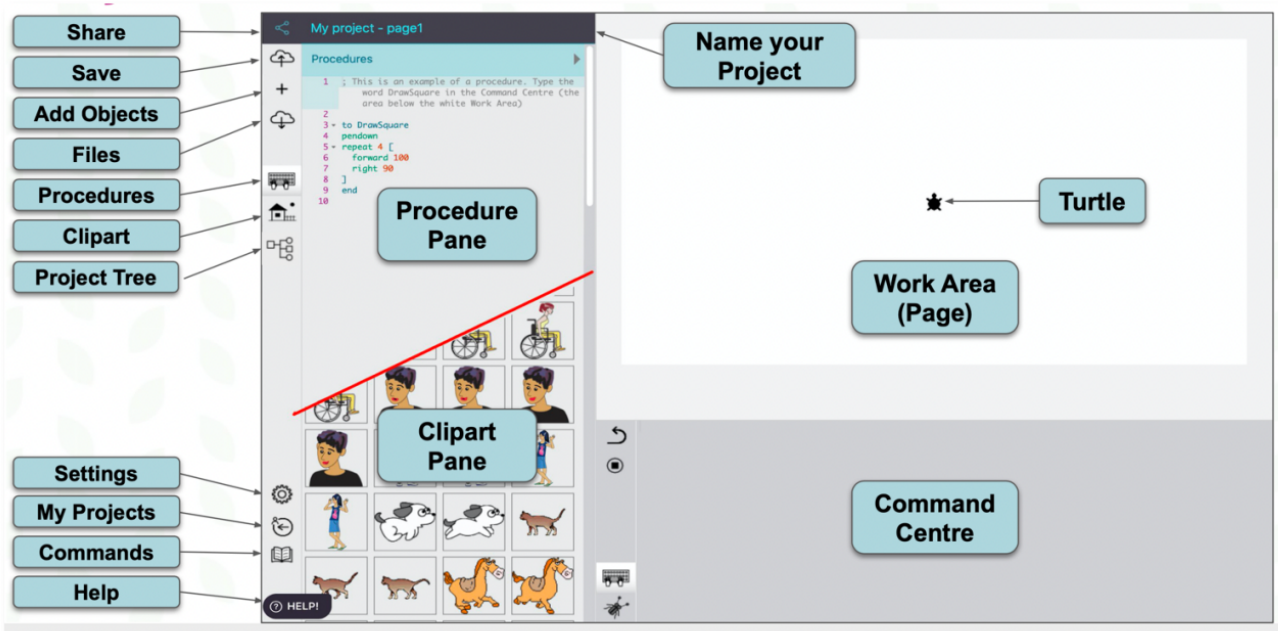 Share
Save
Add Objects
Files
Procedures
Clipart
Project Tree
Settings
My Projects
Commands
Help
My project - page1
Procedures
1 ; This is an example of a procedure. Type the
word DrawSquare in the Command Centre (the
area below the white Work Area)
2
3 to DrawSquare
4 pendown
5 repeat 4 [
6 forward 100
7 right 90
8 ]
9 end
10
Procedure
Pane
Clipart
Pane
HELP!
Name your
Project
Turtle
Work Area
(Page)
Command
Centre